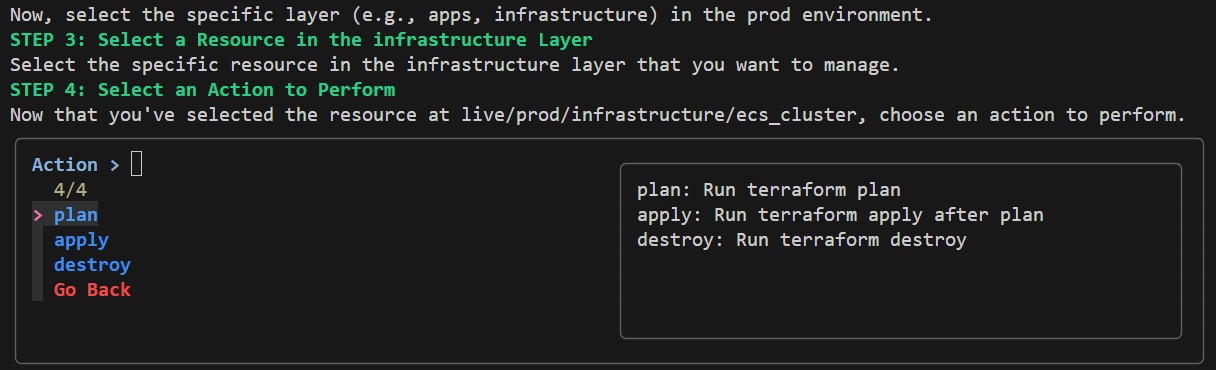 Now, select the specific layer (e.g., apps, infrastructure) in the prod environment.
STEP 3: Select a Resource in the infrastructure Layer
Select the specific resource in the infrastructure layer that you want to manage.
STEP 4: Select an Action to Perform
Now that you've selected the resource at live/prod/infrastructure/ecs_cluster, choose an action to perform.
Action >
4/4
> plan
apply
destroy
Go Back
plan: Run terraform plan
apply: Run terraform apply after plan
destroy: Run terraform destroy